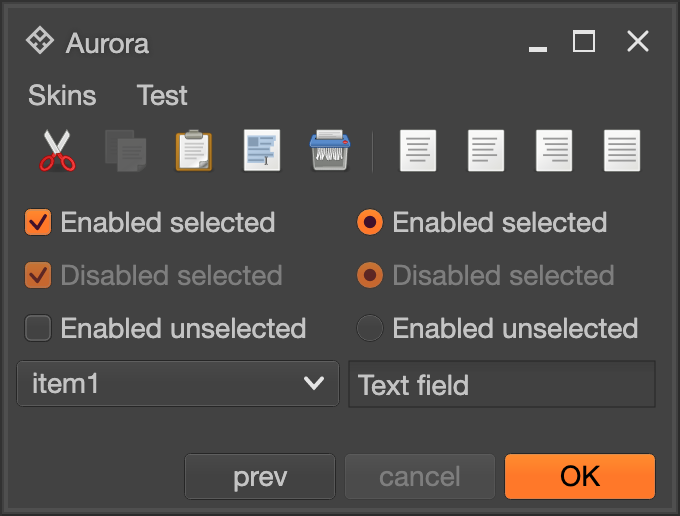 Aurora
Skins Test
Enabled selected Enabled selected
Disabled selected Disabled selected
Enabled unselected Enabled unselected
item1 Text field
prev cancel OK